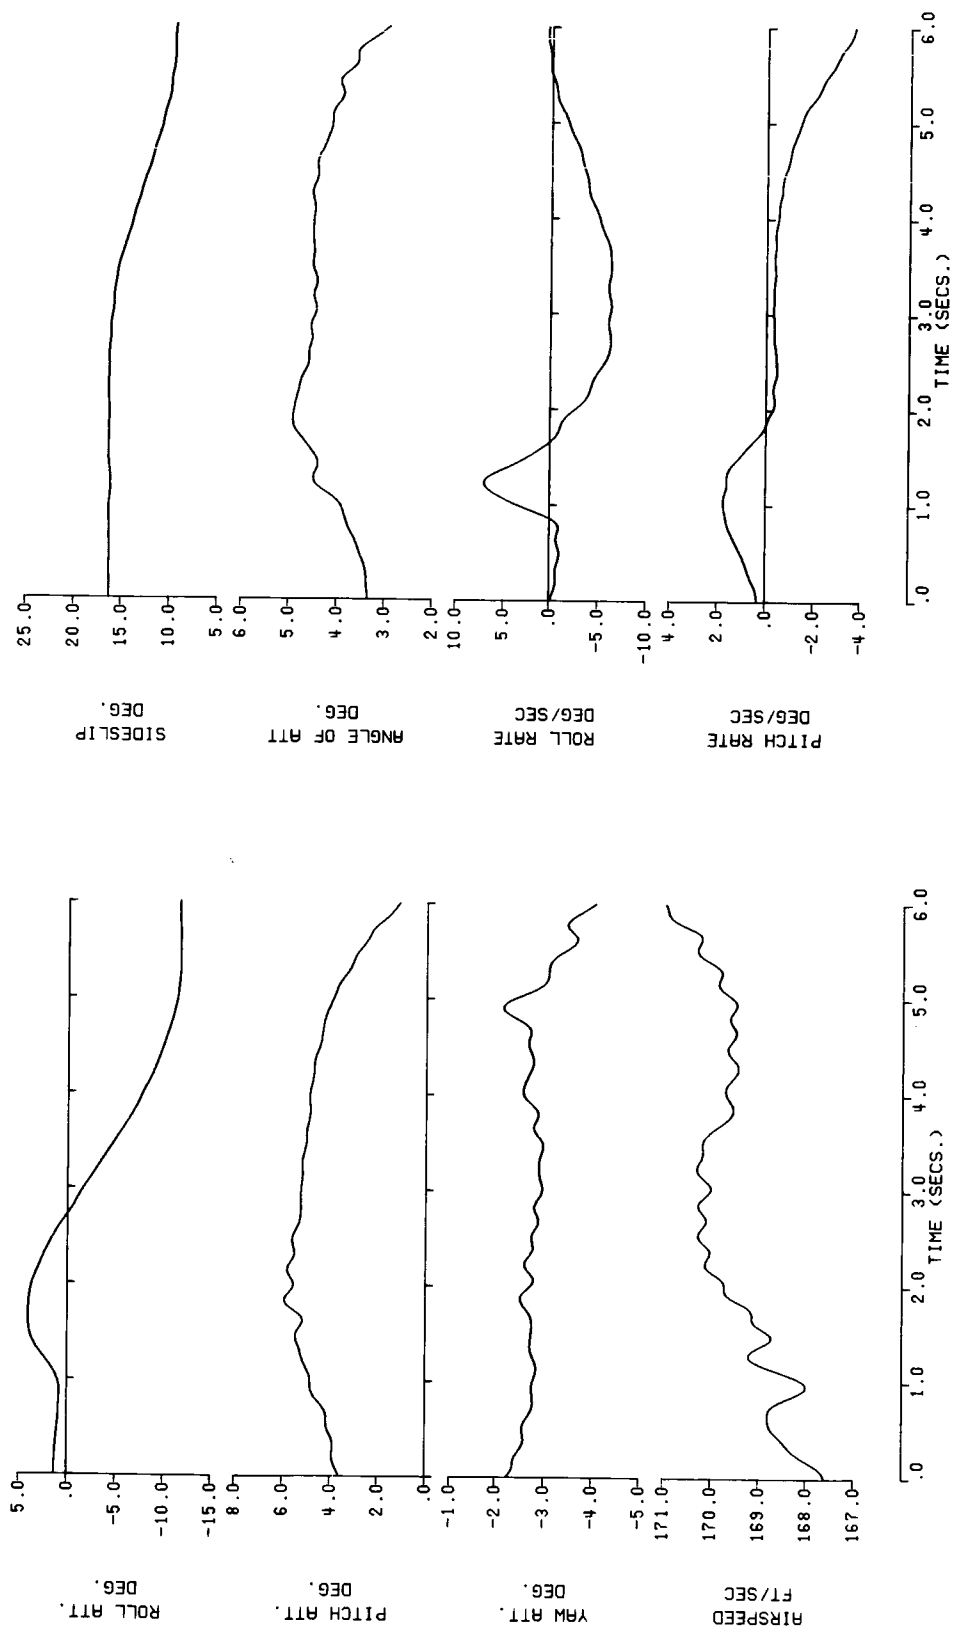 SIDESLIP
DEG.
25.0
20.0
15.0
10.0
5.0
ANGLE OF ATT
DEG.
6.0
5.0
4.0
3.0
2.0
ROLL RATE
DEG/SEC
10.0
5.0
.0
-5.0
-10.0
PITCH RATE
DEG/SEC
4.0
2.0
.0
-2.0
-4.0
.0 1.0 2.0 3.0 4.0 5.0 6.0
TIME (SECS.)
ROLL ATT.
DEG.
5.0
.0
-5.0
-10.0
-15.0
PITCH ATT.
DEG.
8.0
6.0
4.0
2.0
.0
YAW ATT.
DEG.
-1.0
-2.0
-3.0
-4.0
-5.0
AIRSPEED
FT/SEC
171.0
170.0
169.0
168.0
167.0
.0 1.0 2.0 3.0 4.0 5.0 6.0
TIME (SECS.)